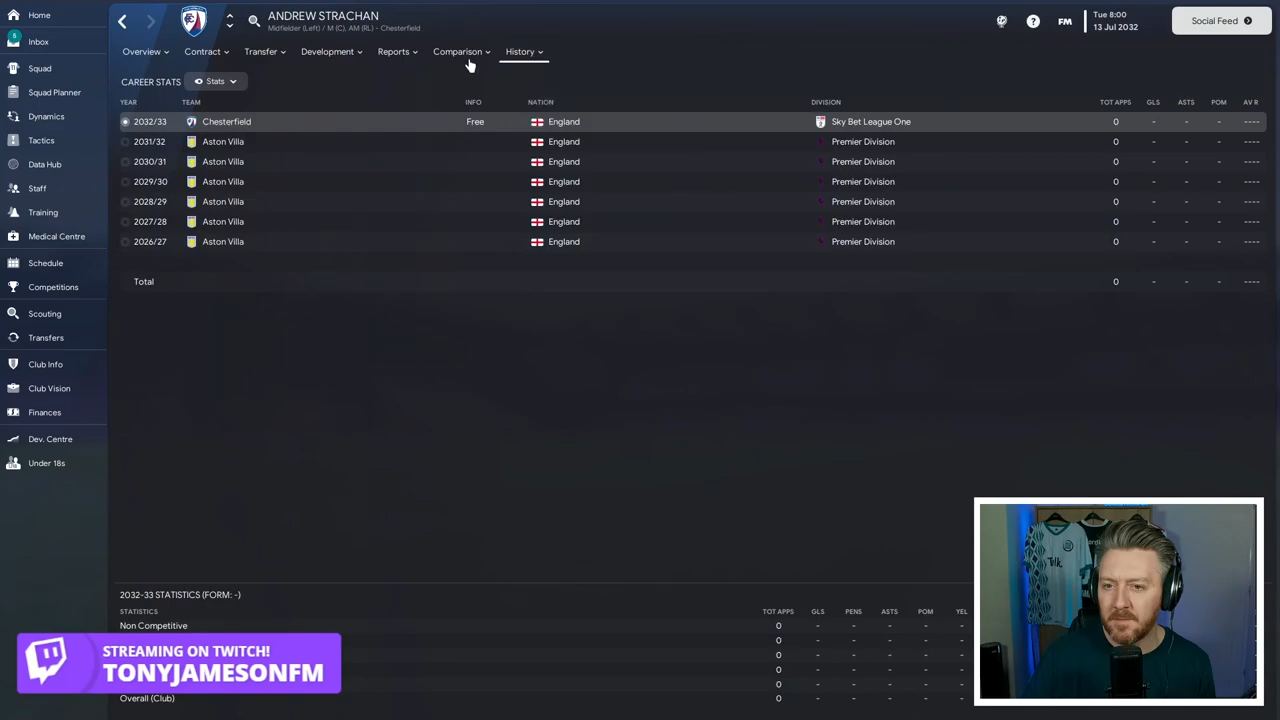 ANDREW STRACHAN
Midfielder (Left) / M (C), AM (RL) - Chesterfield
FM
Tue 8:00
13 Jul 2032
Social Feed
Home
Inbox
Squad
Squad Planner
Dynamics
Tactics
Data Hub
Staff
Training
Medical Centre
Schedule
Competitions
Scouting
Transfers
Club Info
Club Vision
Finances
Dev. Centre
Under 18s
Overview Contract Transfer Development Reports Comparison History
CAREER STATS Stats
YEAR TEAM INFO NATION DIVISION TOT APPS GLS ASTS POM AV R
2032/33 Chesterfield Free England Sky Bet League One 0 - - - ----
2031/32 Aston Villa England Premier Division 0 - - - ----
2030/31 Aston Villa England Premier Division 0 - - - ----
2029/30 Aston Villa England Premier Division 0 - - - ----
2028/29 Aston Villa England Premier Division 0 - - - ----
2027/28 Aston Villa England Premier Division 0 - - - ----
2026/27 Aston Villa England Premier Division 0 - - - ----
Total 0 - - - ----
2032-33 STATISTICS (FORM: -)
STATISTICS TOT APPS GLS PENS ASTS POM YEL
Non Competitive 0 - - - - -
0 - - - - -
0 - - - - -
0 - - - - -
0 - - - - -
Overall (Club) 0 - - - - -
STREAMING ON TWITCH!
TONYJAMESONFM